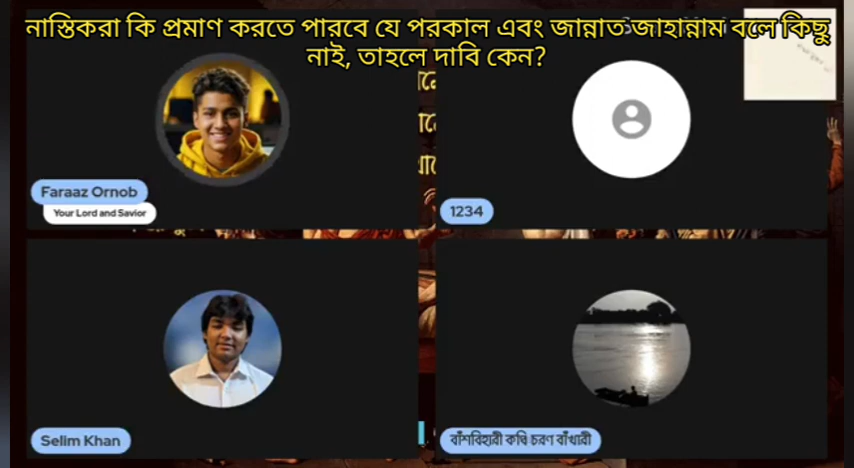 নাস্তিকরা কি প্রমাণ করতে পারবে যে পরকাল এবং জান্নাত জাহান্নাম বলে কিছু
নাই, তাহলে দাবি কেন?
Faraaz Ornob
Your Lord and Savior
1234
Selim Khan
বাঁশবিহারী কঞ্চি চরণ বাঁখারী